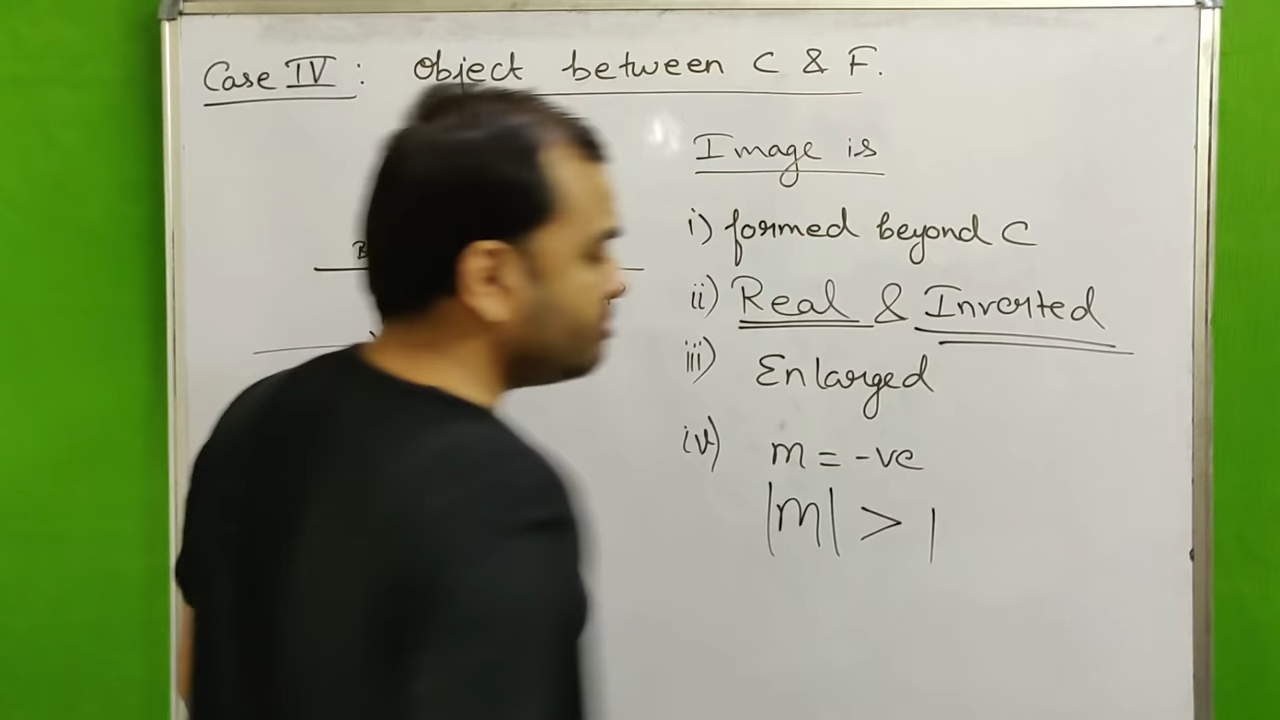 Case IV : Object between C & F.
Image is
i) formed beyond C
ii) Real & Inverted
iii) Enlarged
iv) m = -ve
|m| > 1
B